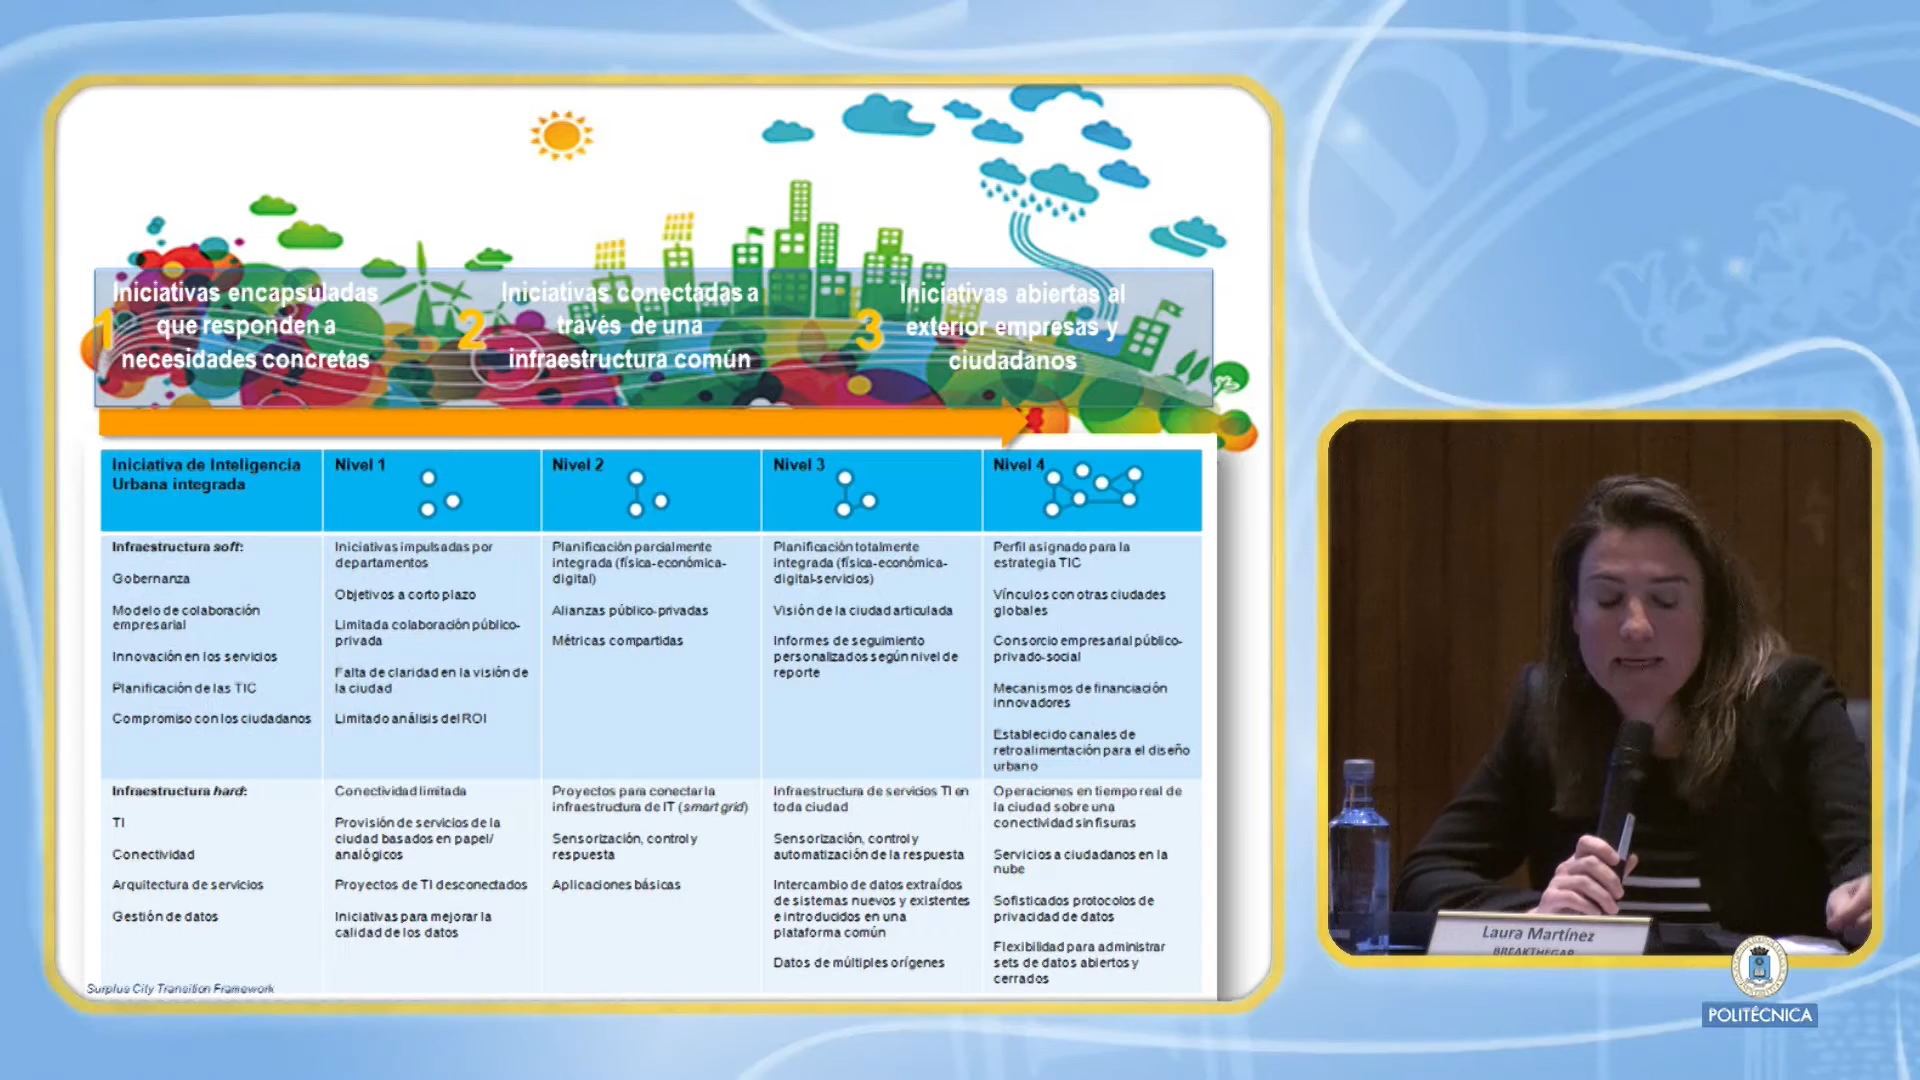 Iniciativas encapsuladas
que responden a
necesidades concretas
1
Iniciativas conectadas a
través de una
infraestructura común
2
Iniciativas abiertas al
exterior empresas y
ciudadanos
3
Iniciativa de Inteligencia
Urbana integrada
Nivel 1
Nivel 2
Nivel 3
Nivel 4
Infraestructura soft:
Gobernanza
Modelo de colaboración
empresarial
Innovación en los servicios
Planificación de las TIC
Compromiso con los ciudadanos
Iniciativas impulsadas por
departamentos
Objetivos a corto plazo
Limitada colaboración público-
privada
Falta de claridad en la visión de
la ciudad
Limitado análisis del ROI
Planificación parcialmente
integrada (física-económica-
digital)
Alianzas público-privadas
Métricas compartidas
Planificación totalmente
integrada (física-económica-
digital-servicios)
Visión de la ciudad articulada
Informes de seguimiento
personalizados según nivel de
reporte
Perfil asignado para la
estrategia TIC
Vínculos con otras ciudades
globales
Consorcio empresarial público-
privado-social
Mecanismos de financiación
innovadores
Establecido canales de
retroalimentación para el diseño
urbano
Infraestructura hard:
TI
Conectividad
Arquitectura de servicios
Gestión de datos
Conectividad limitada
Provisión de servicios de la
ciudad basados en papel/
analógicos
Proyectos de TI desconectados
Iniciativas para mejorar la
calidad de los datos
Proyectos para conectar la
infraestructura de IT (smart grid)
Sensorización, control y
respuesta
Aplicaciones básicas
Infraestructura de servicios TI en
toda ciudad
Sensorización, control y
automatización de la respuesta
Intercambio de datos extraídos
de sistemas nuevos y existentes
e introducidos en una
plataforma común
Datos de múltiples orígenes
Operaciones en tiempo real de
la ciudad sobre una
conectividad sin fisuras
Servicios a ciudadanos en la
nube
Sofisticados protocolos de
privacidad de datos
Flexibilidad para administrar
sets de datos abiertos y
cerrados
Surplus City Transition Framework
Laura Martínez
POLITÉCNICA